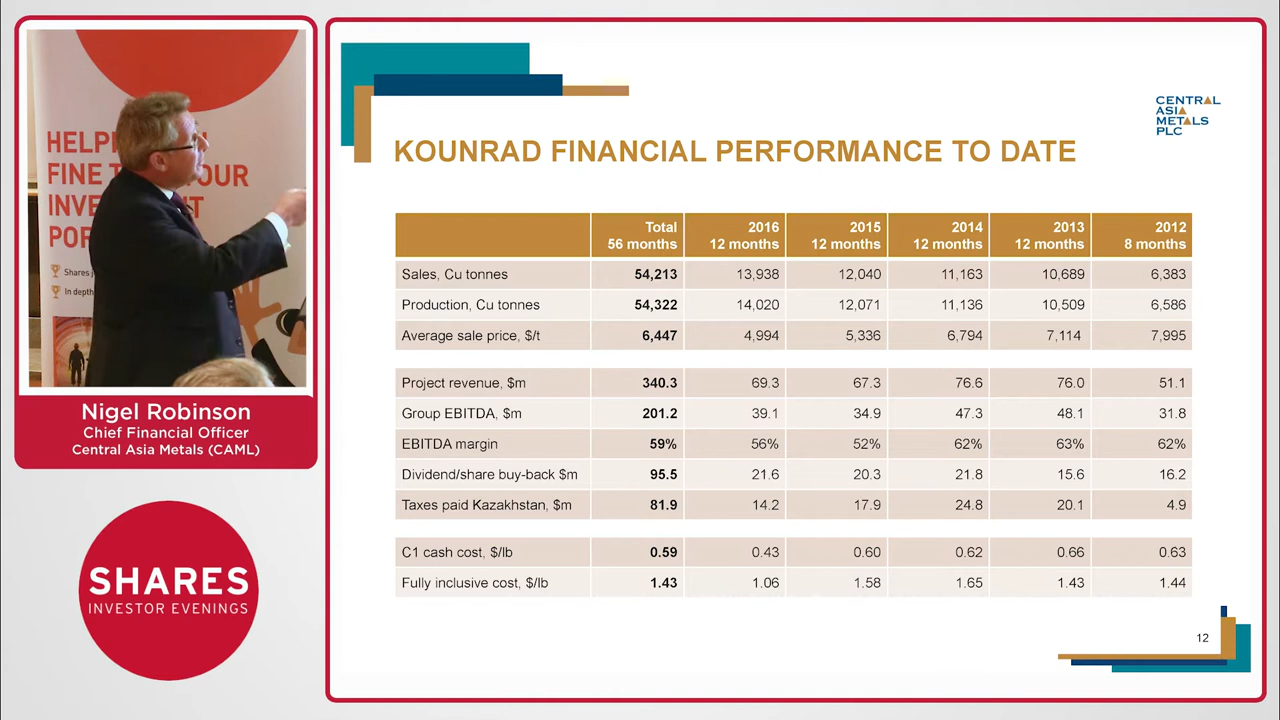 HELP
FINE T OUR
INVE T
POR
Shares j
In depth
Nigel Robinson
Chief Financial Officer
Central Asia Metals (CAML)
SHARES
INVESTOR EVENINGS
CENTRAL
ASIA
METALS
PLC
KOUNRAD FINANCIAL PERFORMANCE TO DATE
Total 2016 2015 2014 2013 2012
56 months 12 months 12 months 12 months 12 months 8 months
Sales, Cu tonnes 54,213 13,938 12,040 11,163 10,689 6,383
Production, Cu tonnes 54,322 14,020 12,071 11,136 10,509 6,586
Average sale price, $/t 6,447 4,994 5,336 6,794 7,114 7,995
Project revenue, $m 340.3 69.3 67.3 76.6 76.0 51.1
Group EBITDA, $m 201.2 39.1 34.9 47.3 48.1 31.8
EBITDA margin 59% 56% 52% 62% 63% 62%
Dividend/share buy-back $m 95.5 21.6 20.3 21.8 15.6 16.2
Taxes paid Kazakhstan, $m 81.9 14.2 17.9 24.8 20.1 4.9
C1 cash cost, $/lb 0.59 0.43 0.60 0.62 0.66 0.63
Fully inclusive cost, $/lb 1.43 1.06 1.58 1.65 1.43 1.44
12